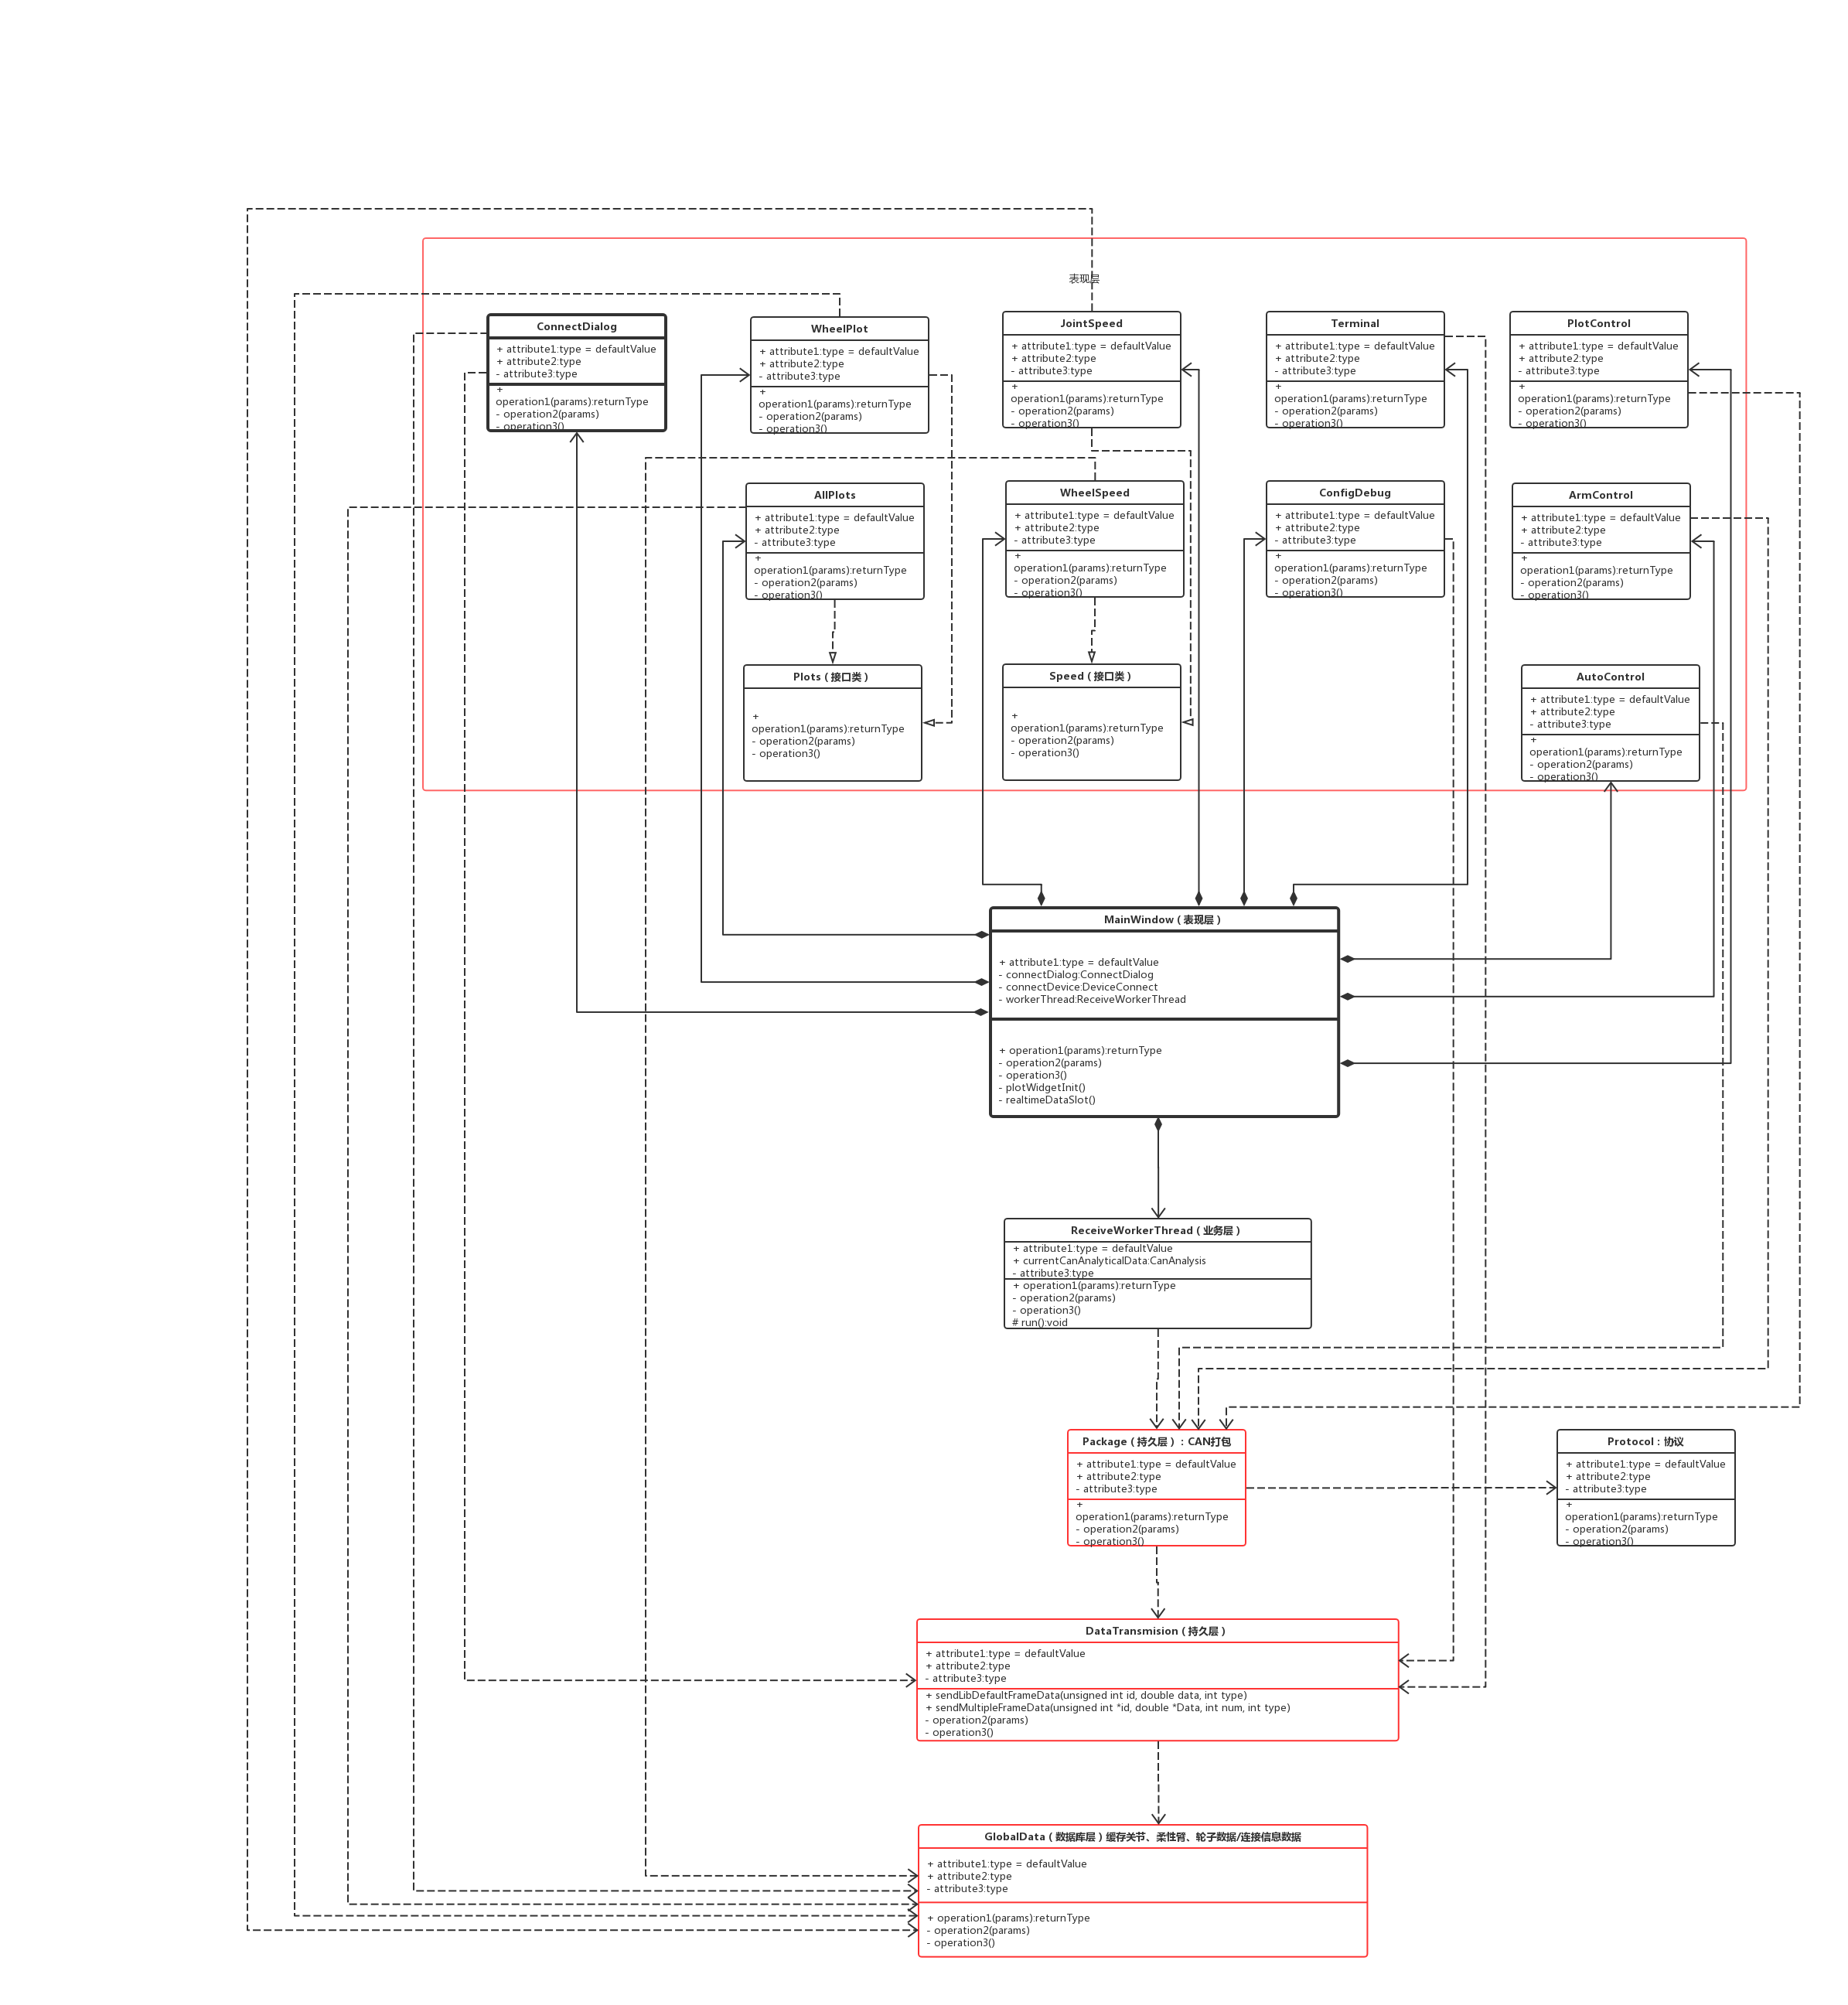 表现层
ConnectDialog
+ attribute1:type = defaultValue
+ attribute2:type
- attribute3:type
+
operation1(params):returnType
- operation2(params)
- operation3()
WheelPlot
+ attribute1:type = defaultValue
+ attribute2:type
- attribute3:type
+
operation1(params):returnType
- operation2(params)
- operation3()
JointSpeed
+ attribute1:type = defaultValue
+ attribute2:type
- attribute3:type
+
operation1(params):returnType
- operation2(params)
- operation3()
Terminal
+ attribute1:type = defaultValue
+ attribute2:type
- attribute3:type
+
operation1(params):returnType
- operation2(params)
- operation3()
PlotControl
+ attribute1:type = defaultValue
+ attribute2:type
- attribute3:type
+
operation1(params):returnType
- operation2(params)
- operation3()
AllPlots
+ attribute1:type = defaultValue
+ attribute2:type
- attribute3:type
+
operation1(params):returnType
- operation2(params)
- operation3()
WheelSpeed
+ attribute1:type = defaultValue
+ attribute2:type
- attribute3:type
+
operation1(params):returnType
- operation2(params)
- operation3()
ConfigDebug
+ attribute1:type = defaultValue
+ attribute2:type
- attribute3:type
+
operation1(params):returnType
- operation2(params)
- operation3()
ArmControl
+ attribute1:type = defaultValue
+ attribute2:type
- attribute3:type
+
operation1(params):returnType
- operation2(params)
- operation3()
Plots（接口类）
+
operation1(params):returnType
- operation2(params)
- operation3()
Speed（接口类）
+
operation1(params):returnType
- operation2(params)
- operation3()
AutoControl
+ attribute1:type = defaultValue
+ attribute2:type
- attribute3:type
+
operation1(params):returnType
- operation2(params)
- operation3()
MainWindow（表现层）
+ attribute1:type = defaultValue
- connectDialog:ConnectDialog
- connectDevice:DeviceConnect
- workerThread:ReceiveWorkerThread
+ operation1(params):returnType
- operation2(params)
- operation3()
- plotWidgetInit()
- realtimeDataSlot()
ReceiveWorkerThread（业务层）
+ attribute1:type = defaultValue
+ currentCanAnalyticalData:CanAnalysis
- attribute3:type
+ operation1(params):returnType
- operation2(params)
- operation3()
# run():void
Package（持久层）：CAN打包
+ attribute1:type = defaultValue
+ attribute2:type
- attribute3:type
+
operation1(params):returnType
- operation2(params)
- operation3()
Protocol：协议
+ attribute1:type = defaultValue
+ attribute2:type
- attribute3:type
+
operation1(params):returnType
- operation2(params)
- operation3()
DataTransmision（持久层）
+ attribute1:type = defaultValue
+ attribute2:type
- attribute3:type
+ sendLibDefaultFrameData(unsigned int id, double data, int type)
+ sendMultipleFrameData(unsigned int *id, double *Data, int num, int type)
- operation2(params)
- operation3()
GlobalData（数据库层）缓存关节、柔性臂、轮子数据/连接信息数据
+ attribute1:type = defaultValue
+ attribute2:type
- attribute3:type
+ operation1(params):returnType
- operation2(params)
- operation3()